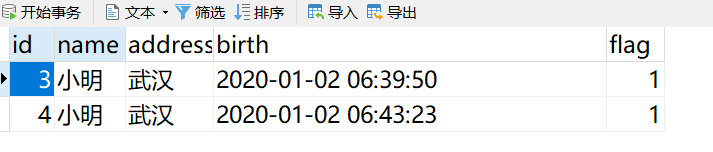 开始事务 文本 筛选 排序 导入 导出
id name address birth flag
3 小明 武汉 2020-01-02 06:39:50 1
4 小明 武汉 2020-01-02 06:43:23 1